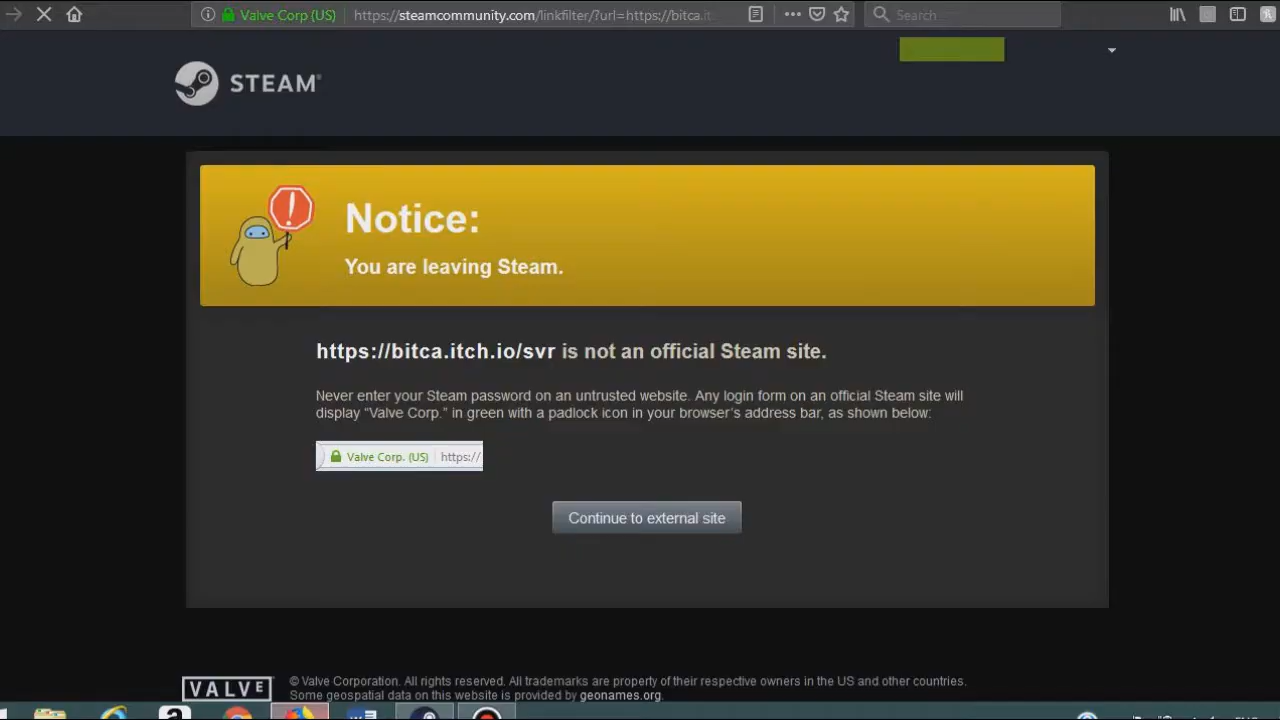 Valve Corp (US)
https://steamcommunity.com/linkfilter/?url=https://bitca.it
Search
STEAM®
Notice:
You are leaving Steam.
https://bitca.itch.io/svr is not an official Steam site.
Never enter your Steam password on an untrusted website. Any login form on an official Steam site will
display “Valve Corp.” in green with a padlock icon in your browser’s address bar, as shown below:
Valve Corp. (US) https://
Continue to external site
VALVE
© Valve Corporation. All rights reserved. All trademarks are property of their respective owners in the US and other countries.
Some geospatial data on this website is provided by geonames.org.